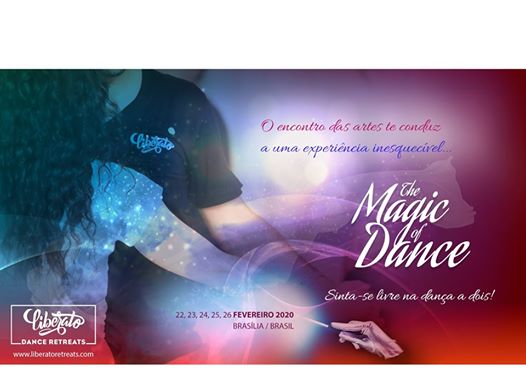 Liberato
O encontro das artes te conduz
a uma experiência inesquecível...
The
Magic
of
Dance
Sinta-se livre na dança a dois!
22, 23, 24, 25, 26 FEVEREIRO 2020
BRASÍLIA / BRASIL
Liberato
DANCE RETREATS
www.liberatoretreats.com